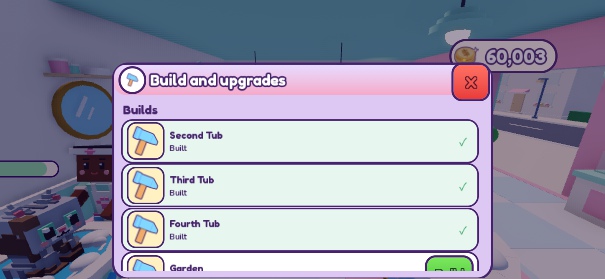 60,003
Build and upgrades
Builds
Second Tub
Built
Third Tub
Built
Fourth Tub
Built
Garden